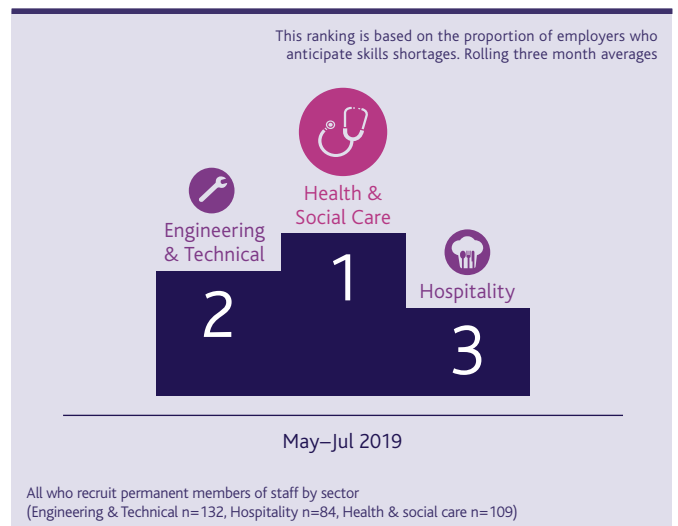 This ranking is based on the proportion of employers who
anticipate skills shortages. Rolling three month averages
Health &
Social Care
Engineering
& Technical
1
Hospitality
2
3
May–Jul 2019
All who recruit permanent members of staff by sector
(Engineering & Technical n=132, Hospitality n=84, Health & social care n=109)